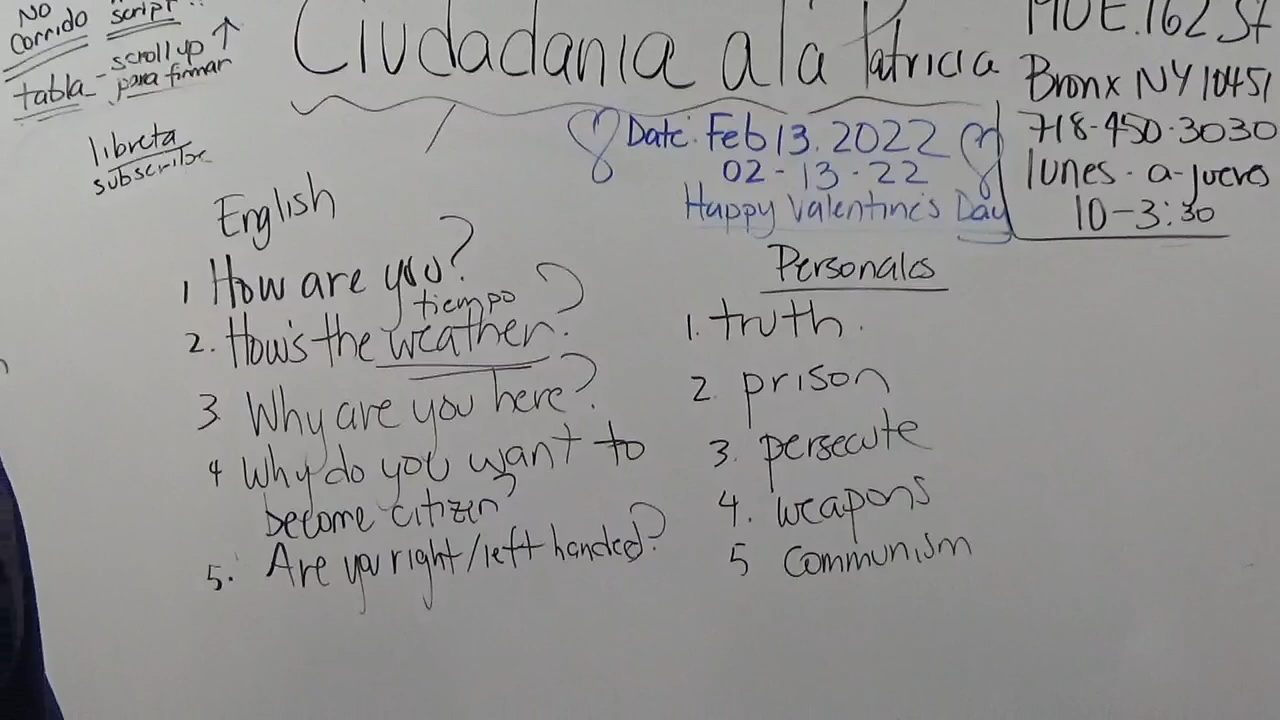 No
Corrido
script
tabla - scroll up ↑
para firmar
libreta
subscribe
Ciudadania a la Patricia
E. 162 St
Bronx NY 10451
718-450-3030
lunes - a - jueves
10-3:30
Date: Feb 13. 2022
02-13-22
Happy Valentine's Day
English
1 How are you?
tiempo
2. How's the weather?
3 Why are you here?
4 Why do you want to
become citizen?
5. Are you right/left handed?
Personales
1. truth.
2. prison
3. persecute
4. weapons
5 Communism